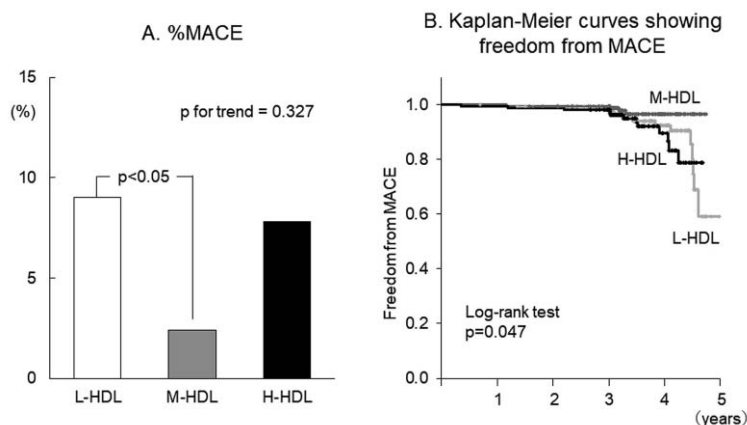 A. %MACE
15
(%)
p for trend = 0.327
10
p<0.05
5
0
L-HDL
M-HDL
H-HDL
B. Kaplan-Meier curves showing
freedom from MACE
Freedom from MACE
1.0
M-HDL
0.8
H-HDL
0.6
L-HDL
0.4
Log-rank test
p=0.047
0.2
0.0
1 2 3 4 5
(years)